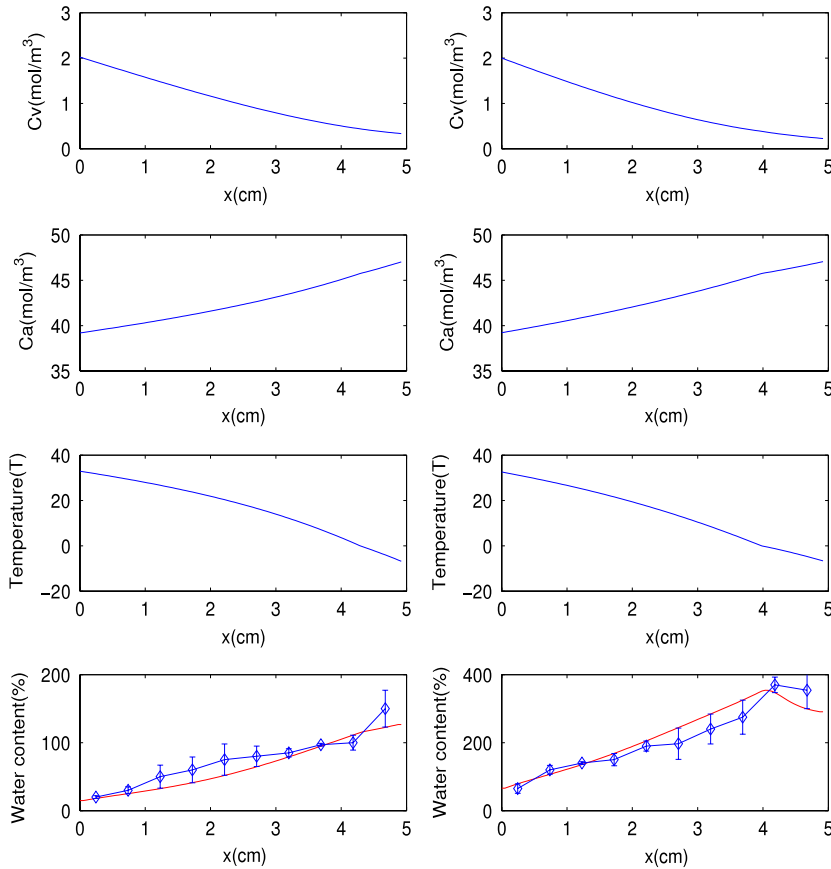 Cv(mol/m³)
3
2
1
0
0 1 2 3 4 5
x(cm)
Cv(mol/m³)
3
2
1
0
0 1 2 3 4 5
x(cm)
Ca(mol/m³)
50
45
40
35
0 1 2 3 4 5
x(cm)
Ca(mol/m³)
50
45
40
35
0 1 2 3 4 5
x(cm)
Temperature(T)
40
20
0
−20
0 1 2 3 4 5
x(cm)
Temperature(T)
40
20
0
−20
0 1 2 3 4 5
x(cm)
Water content(%)
200
100
0
0 1 2 3 4 5
x(cm)
Water content(%)
400
200
0
0 1 2 3 4 5
x(cm)